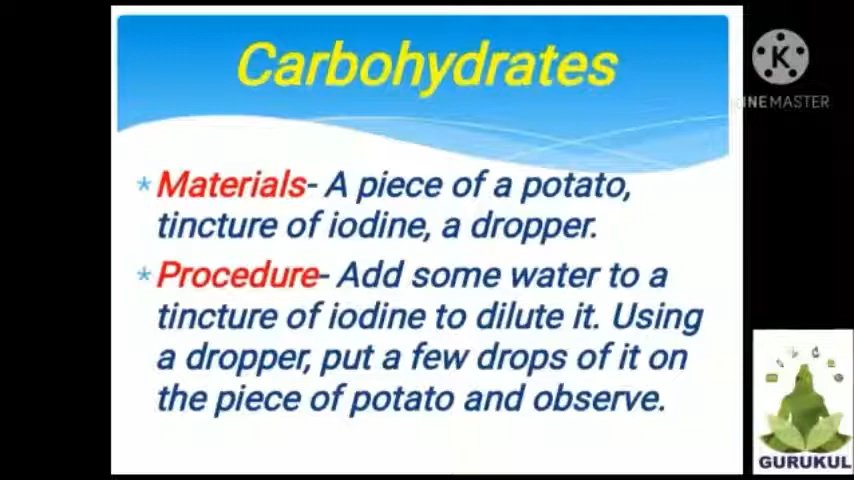 Carbohydrates
* Materials- A piece of a potato,
tincture of iodine, a dropper.
* Procedure- Add some water to a
tincture of iodine to dilute it. Using
a dropper, put a few drops of it on
the piece of potato and observe.
K
INEMASTER
GURUKUL